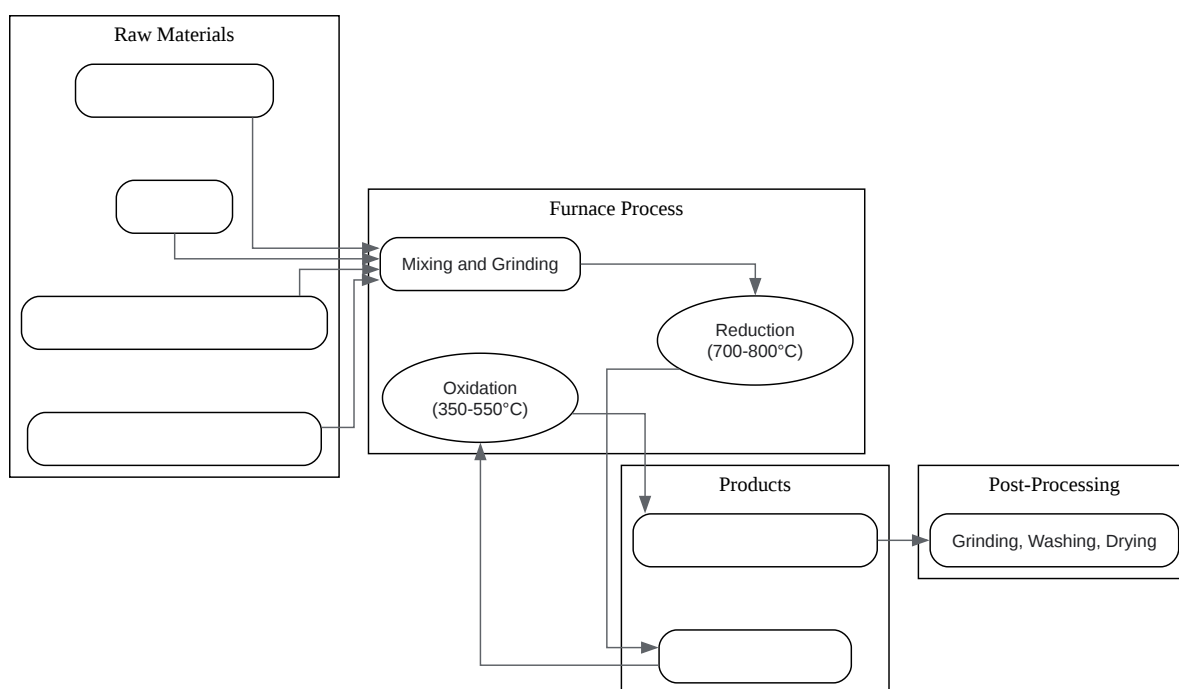 Raw Materials
Furnace Process
Mixing and Grinding
Reduction
(700-800°C)
Oxidation
(350-550°C)
Products
Post-Processing
Grinding, Washing, Drying